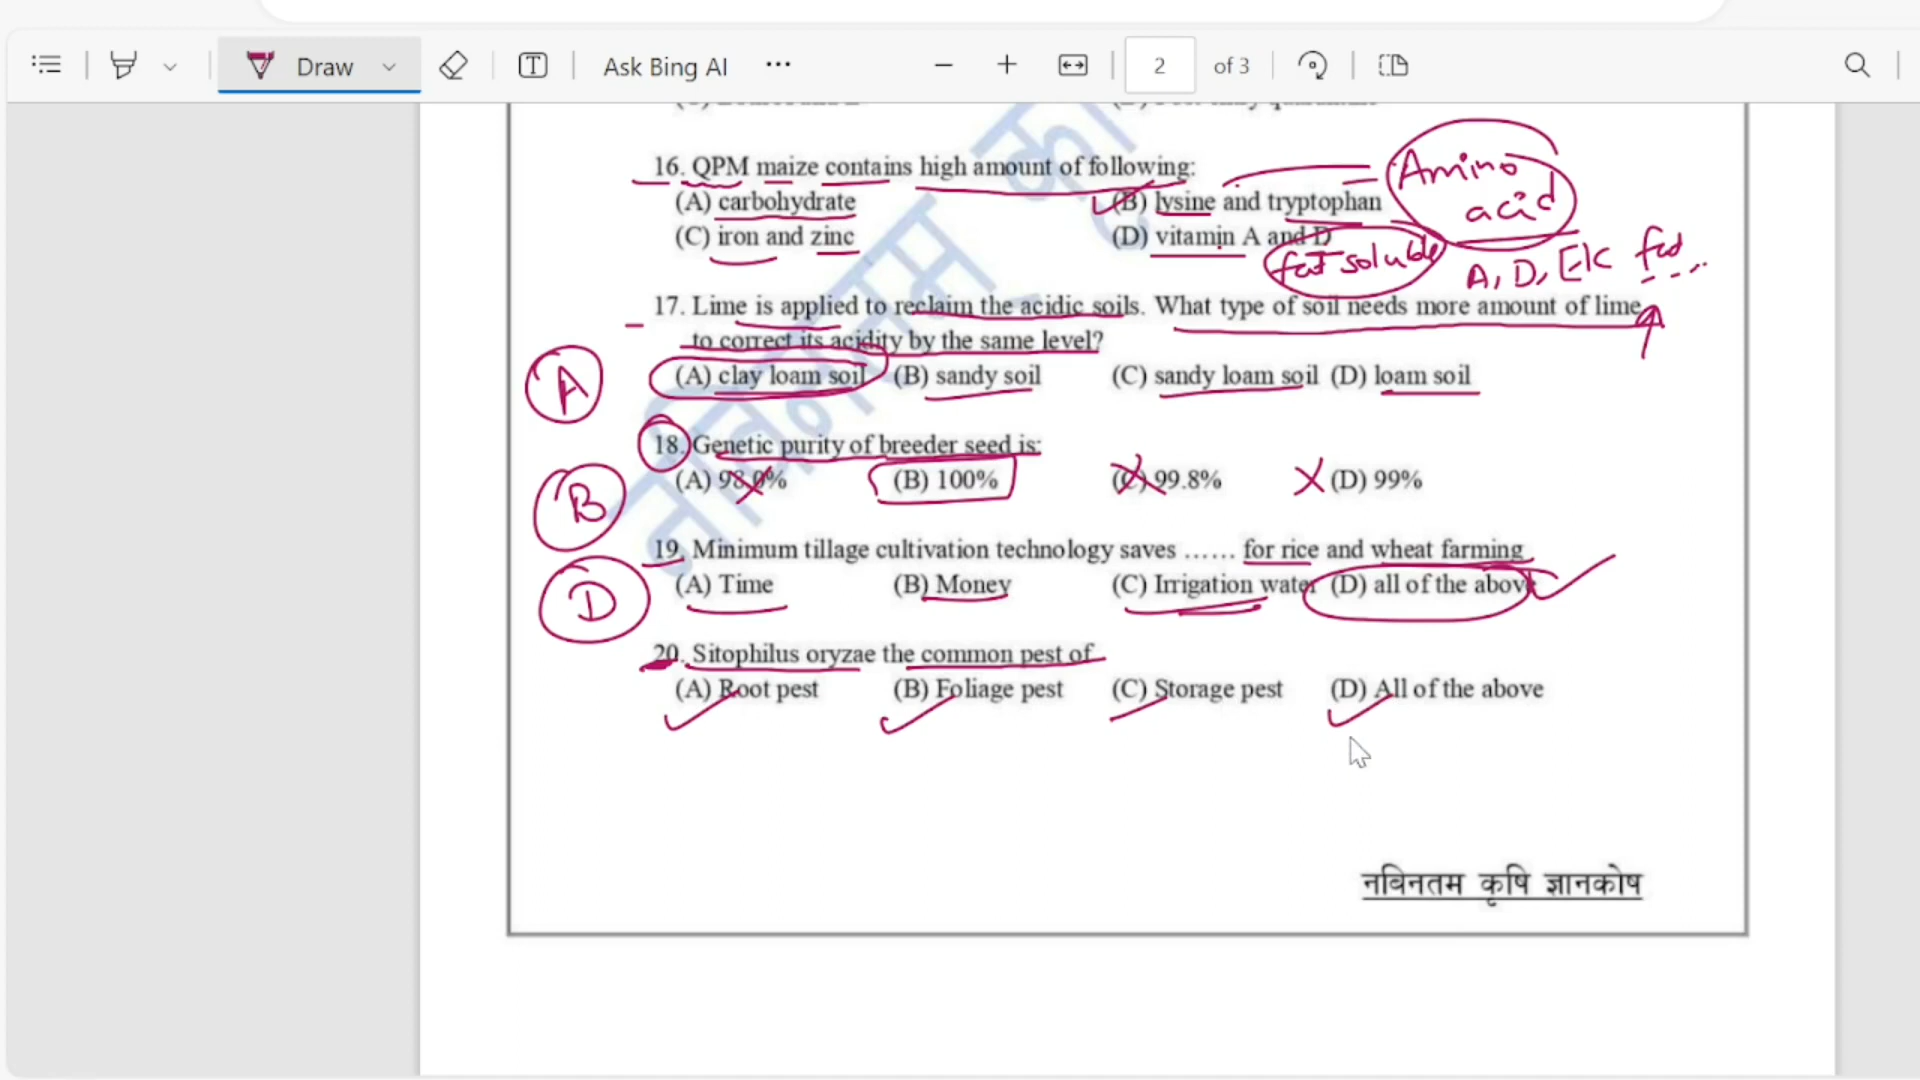 Draw
Ask Bing AI
2 of 3
16. QPM maize contains high amount of following:
(A) carbohydrate (B) lysine and tryptophan
Amino acid
(C) iron and zinc (D) vitamin A and D
fat soluble
A, D, E K
17. Lime is applied to reclaim the acidic soils. What type of soil needs more amount of lime
to correct its acidity by the same level?
A
(A) clay loam soil (B) sandy soil (C) sandy loam soil (D) loam soil
18. Genetic purity of breeder seed is:
B
(A) 98.0% (B) 100% (C) 99.8% (D) 99%
19. Minimum tillage cultivation technology saves …… for rice and wheat farming
D
(A) Time (B) Money (C) Irrigation water (D) all of the above
20. Sitophilus oryzae the common pest of
(A) Root pest (B) Foliage pest (C) Storage pest (D) All of the above
नबिनतम कृषि ज्ञानकोष